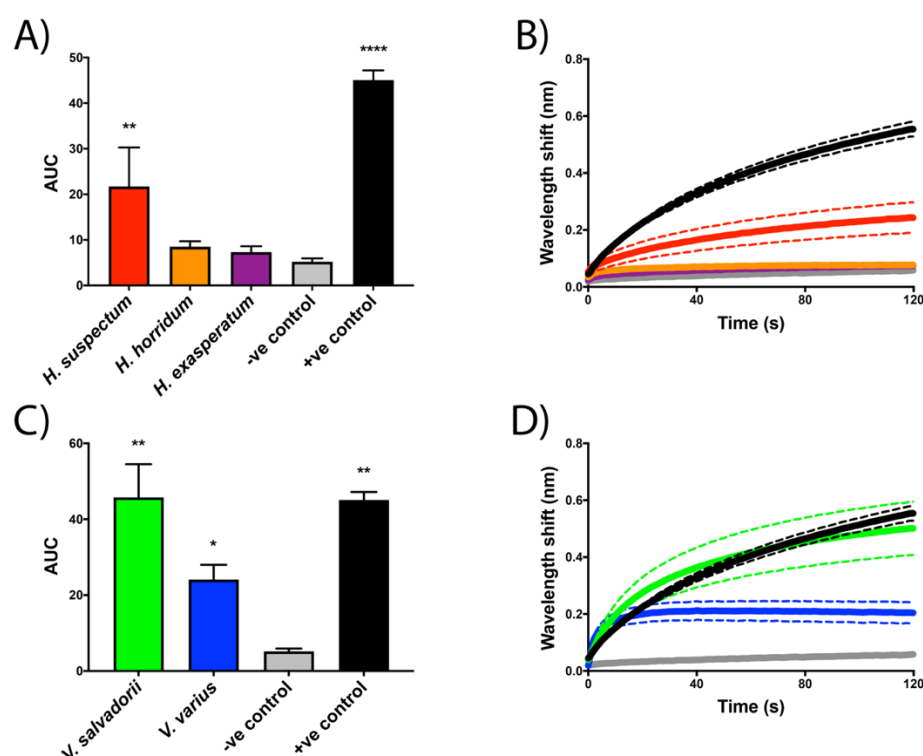 A)
B)
****
50
40
30
20
10
0
AUC
**
H. suspectum
H. horridum
H. exasperatum
-ve control
+ve control
0.8
0.6
0.4
0.2
0.0
Wavelength shift (nm)
0
40
80
120
Time (s)
C)
D)
60
40
20
0
AUC
**
*
**
V. salvadorii
V. varius
-ve control
+ve control
0.8
0.6
0.4
0.2
0.0
Wavelength shift (nm)
0
40
80
120
Time (s)